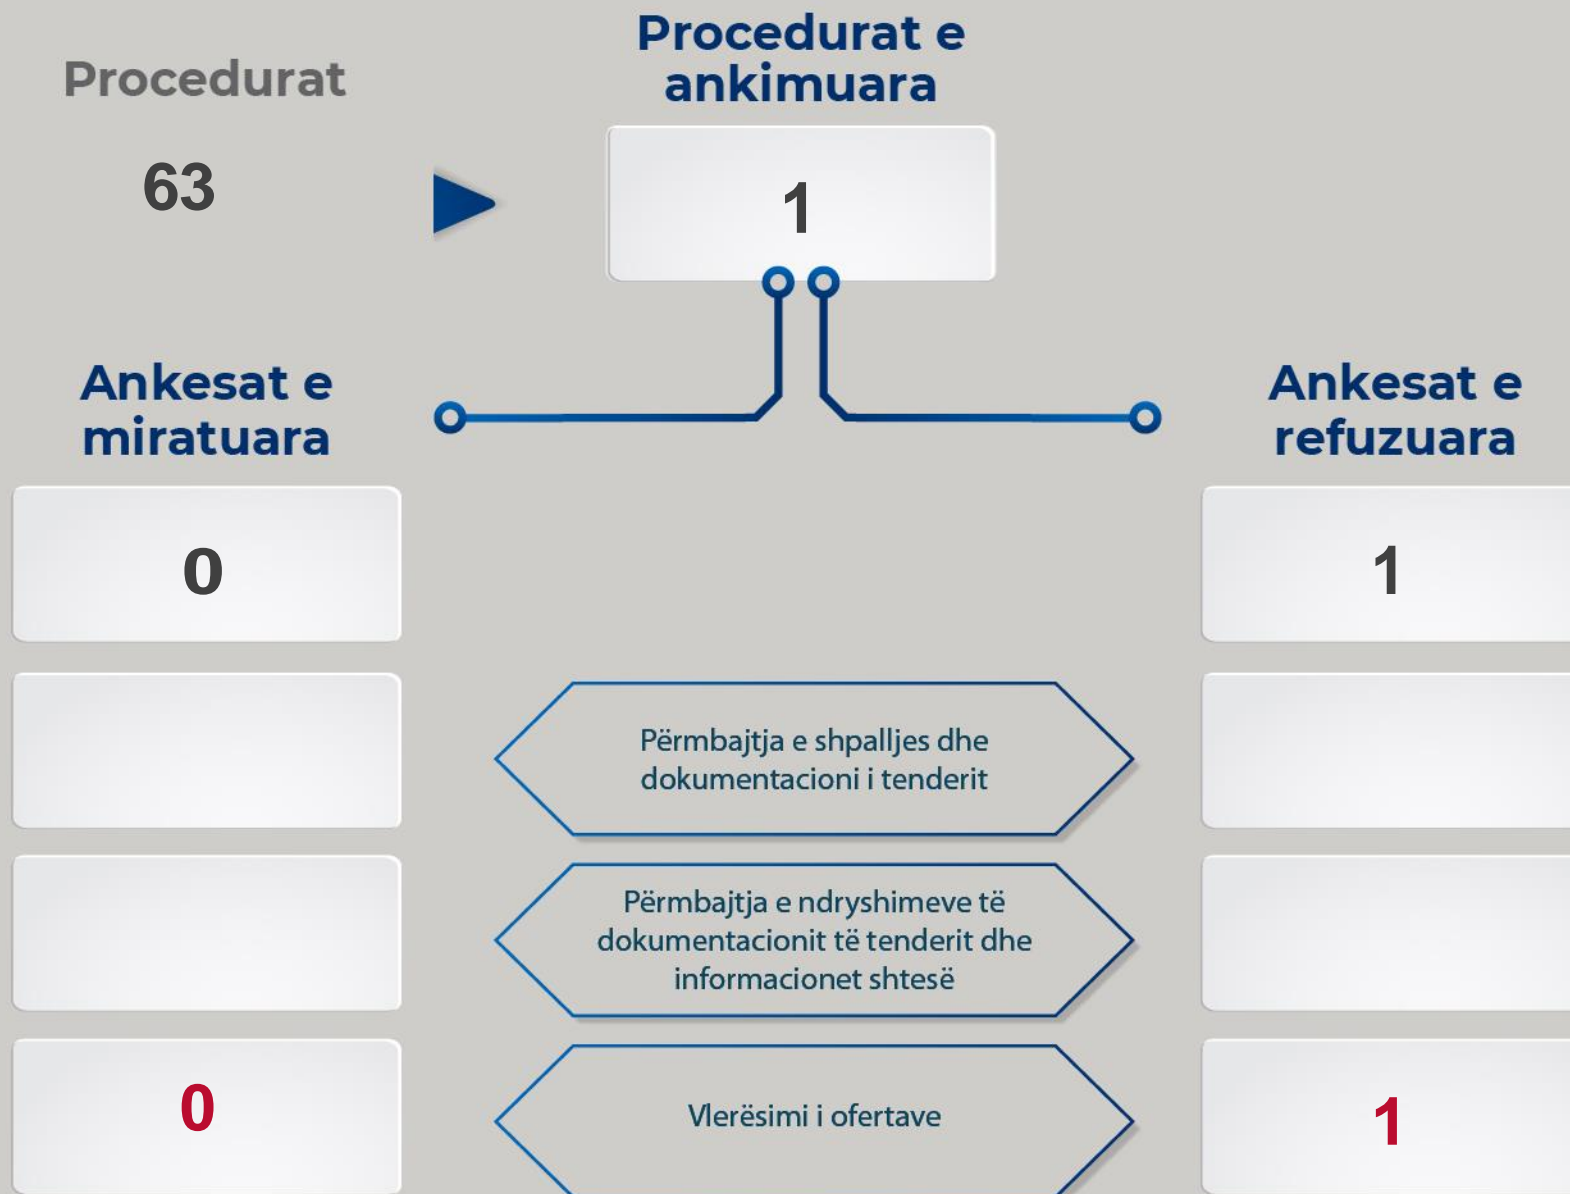 Procedurat
63
Procedurat e
ankimuara
1
Ankesat e
miratuara
Ankesat e
refuzuara
0
1
Përmbajtja e shpalljes dhe
dokumentacioni i tenderit
Përmbajtja e ndryshimeve të
dokumentacionit të tenderit dhe
informacionet shtesë
0
Vlerësimi i ofertave
1